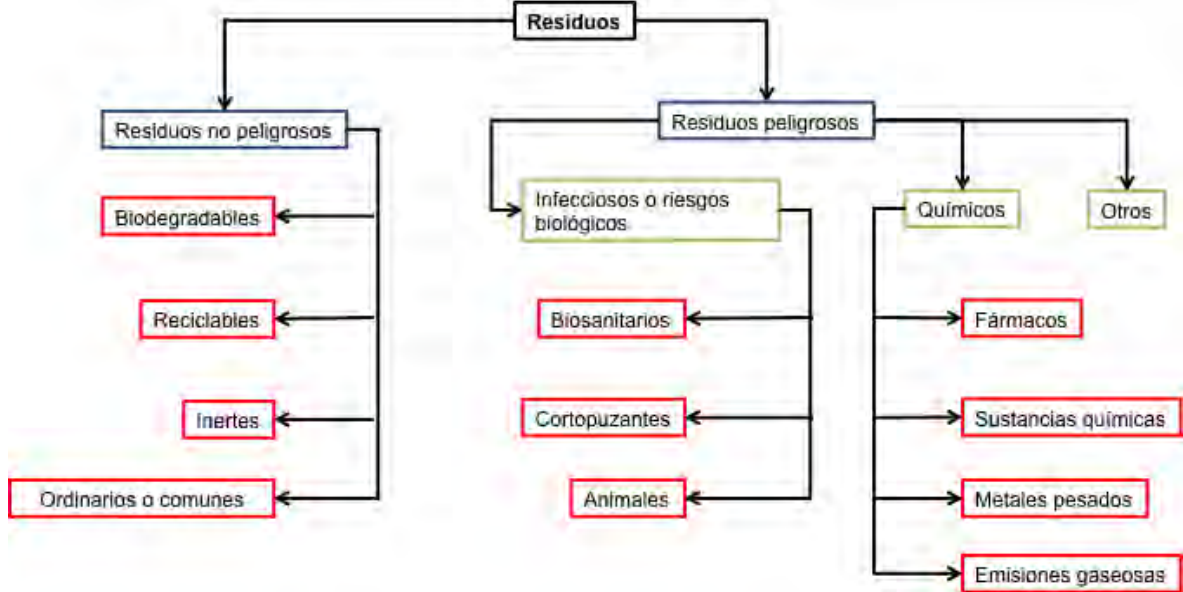 Residuos
Residuos no peligrosos
Residuos peligrosos
Biodegradables
Infecciosos o riesgos
biológicos
Químicos
Otros
Reciclables
Biosanitarios
Fármacos
Inertes
Cortopuzantes
Sustancias químicas
Ordinarios o comunes
Animales
Metales pesados
Emisiones gaseosas